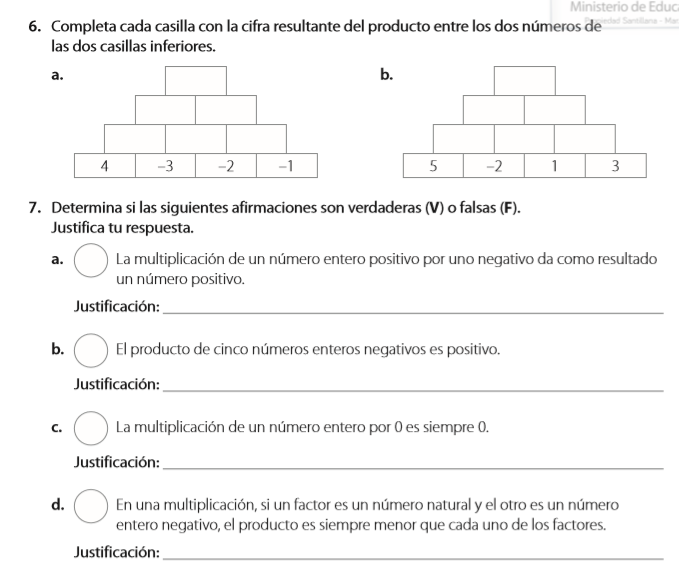 Ministerio de Educ
6. Completa cada casilla con la cifra resultante del producto entre los dos números de
las dos casillas inferiores.
a.
b.
4 −3 −2 −1
5 −2 1 3
7. Determina si las siguientes afirmaciones son verdaderas (V) o falsas (F).
Justifica tu respuesta.
a. La multiplicación de un número entero positivo por uno negativo da como resultado
un número positivo.
Justificación:
b. El producto de cinco números enteros negativos es positivo.
Justificación:
c. La multiplicación de un número entero por 0 es siempre 0.
Justificación:
d. En una multiplicación, si un factor es un número natural y el otro es un número
entero negativo, el producto es siempre menor que cada uno de los factores.
Justificación: